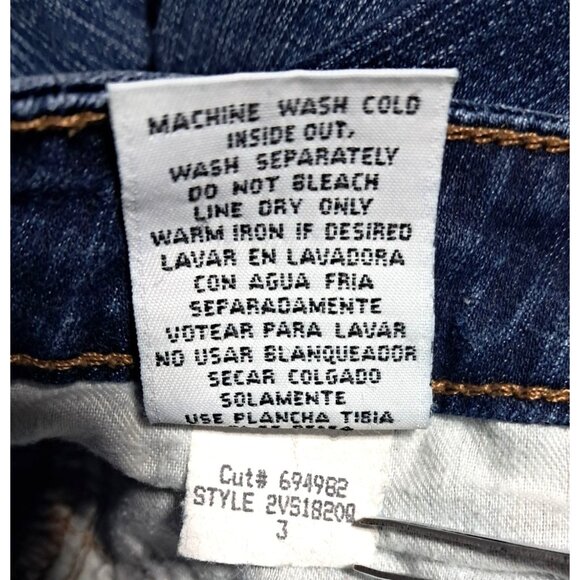 MACHINE WASH COLD
INSIDE OUT,
WASH SEPARATELY
DO NOT BLEACH
LINE DRY ONLY
WARM IRON IF DESIRED
LAVAR EN LAVADORA
CON AGUA FRIA
SEPARADAMENTE
VOTEAR PARA LAVAR
NO USAR BLANQUEADOR
SECAR COLGADO
SOLAMENTE
USE PLANCHA TIBIA
Cut# 694982
STYLE 2V51820Q
3